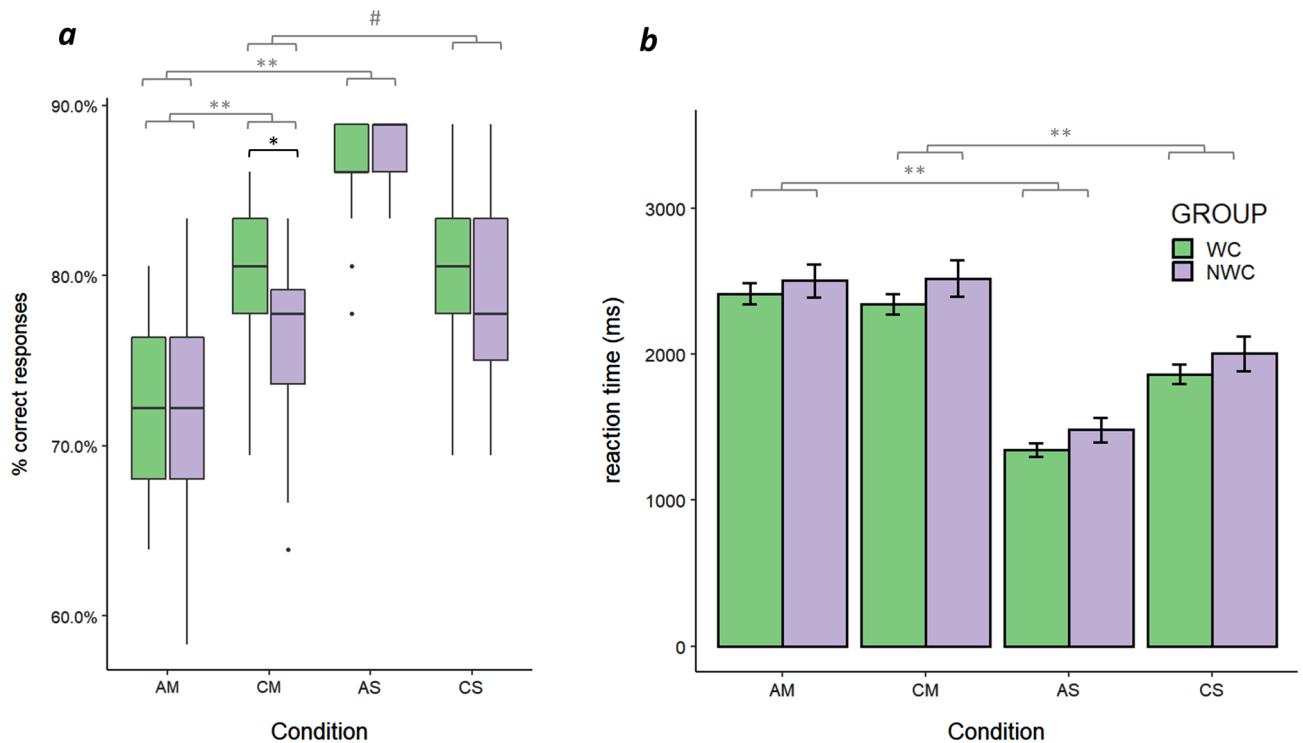 a
#
**
**
*
90.0%
80.0%
70.0%
60.0%
% correct responses
AM CM AS CS
Condition
b
**
**
GROUP
WC
NWC
3000
2000
1000
0
reaction time (ms)
AM CM AS CS
Condition